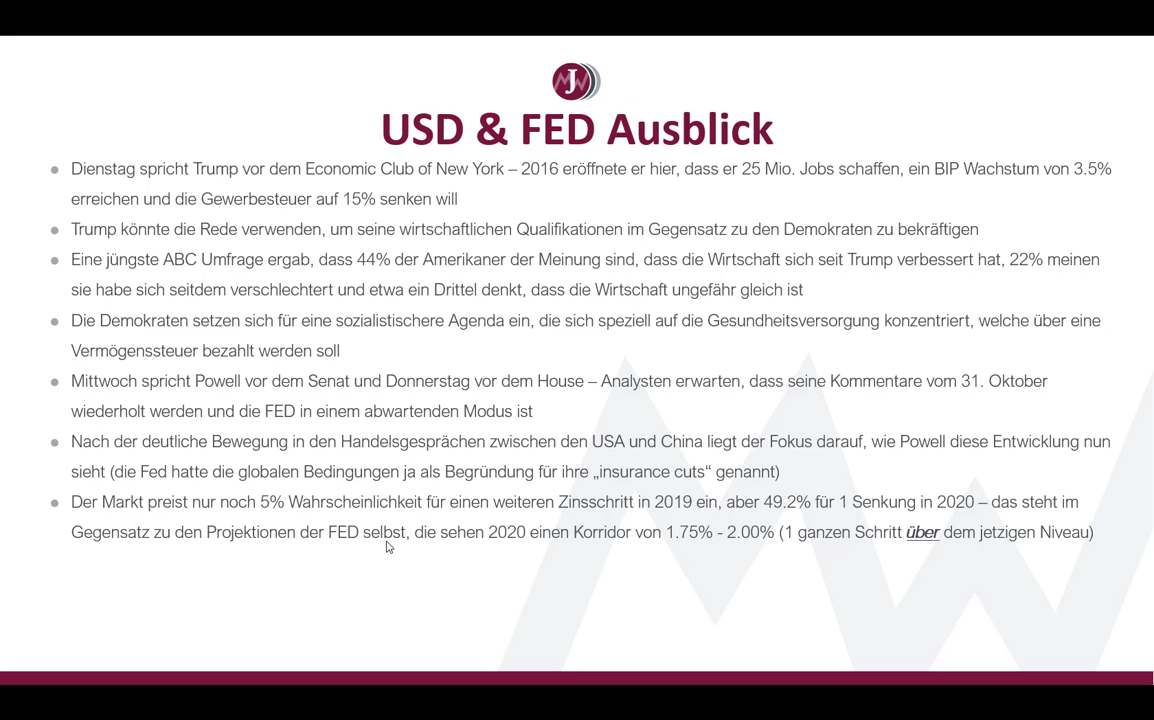 J
USD & FED Ausblick
Dienstag spricht Trump vor dem Economic Club of New York – 2016 eröffnete er hier, dass er 25 Mio. Jobs schaffen, ein BIP Wachstum von 3.5%
erreichen und die Gewerbesteuer auf 15% senken will
Trump könnte die Rede verwenden, um seine wirtschaftlichen Qualifikationen im Gegensatz zu den Demokraten zu bekräftigen
Eine jüngste ABC Umfrage ergab, dass 44% der Amerikaner der Meinung sind, dass die Wirtschaft sich seit Trump verbessert hat, 22% meinen
sie habe sich seitdem verschlechtert und etwa ein Drittel denkt, dass die Wirtschaft ungefähr gleich ist
Die Demokraten setzen sich für eine sozialistischere Agenda ein, die sich speziell auf die Gesundheitsversorgung konzentriert, welche über eine
Vermögenssteuer bezahlt werden soll
Mittwoch spricht Powell vor dem Senat und Donnerstag vor dem House – Analysten erwarten, dass seine Kommentare vom 31. Oktober
wiederholt werden und die FED in einem abwartenden Modus ist
Nach der deutliche Bewegung in den Handelsgesprächen zwischen den USA und China liegt der Fokus darauf, wie Powell diese Entwicklung nun
sieht (die Fed hatte die globalen Bedingungen ja als Begründung für ihre „insurance cuts“ genannt)
Der Markt preist nur noch 5% Wahrscheinlichkeit für einen weiteren Zinsschritt in 2019 ein, aber 49.2% für 1 Senkung in 2020 – das steht im
Gegensatz zu den Projektionen der FED selbst, die sehen 2020 einen Korridor von 1.75% - 2.00% (1 ganzen Schritt über dem jetzigen Niveau)